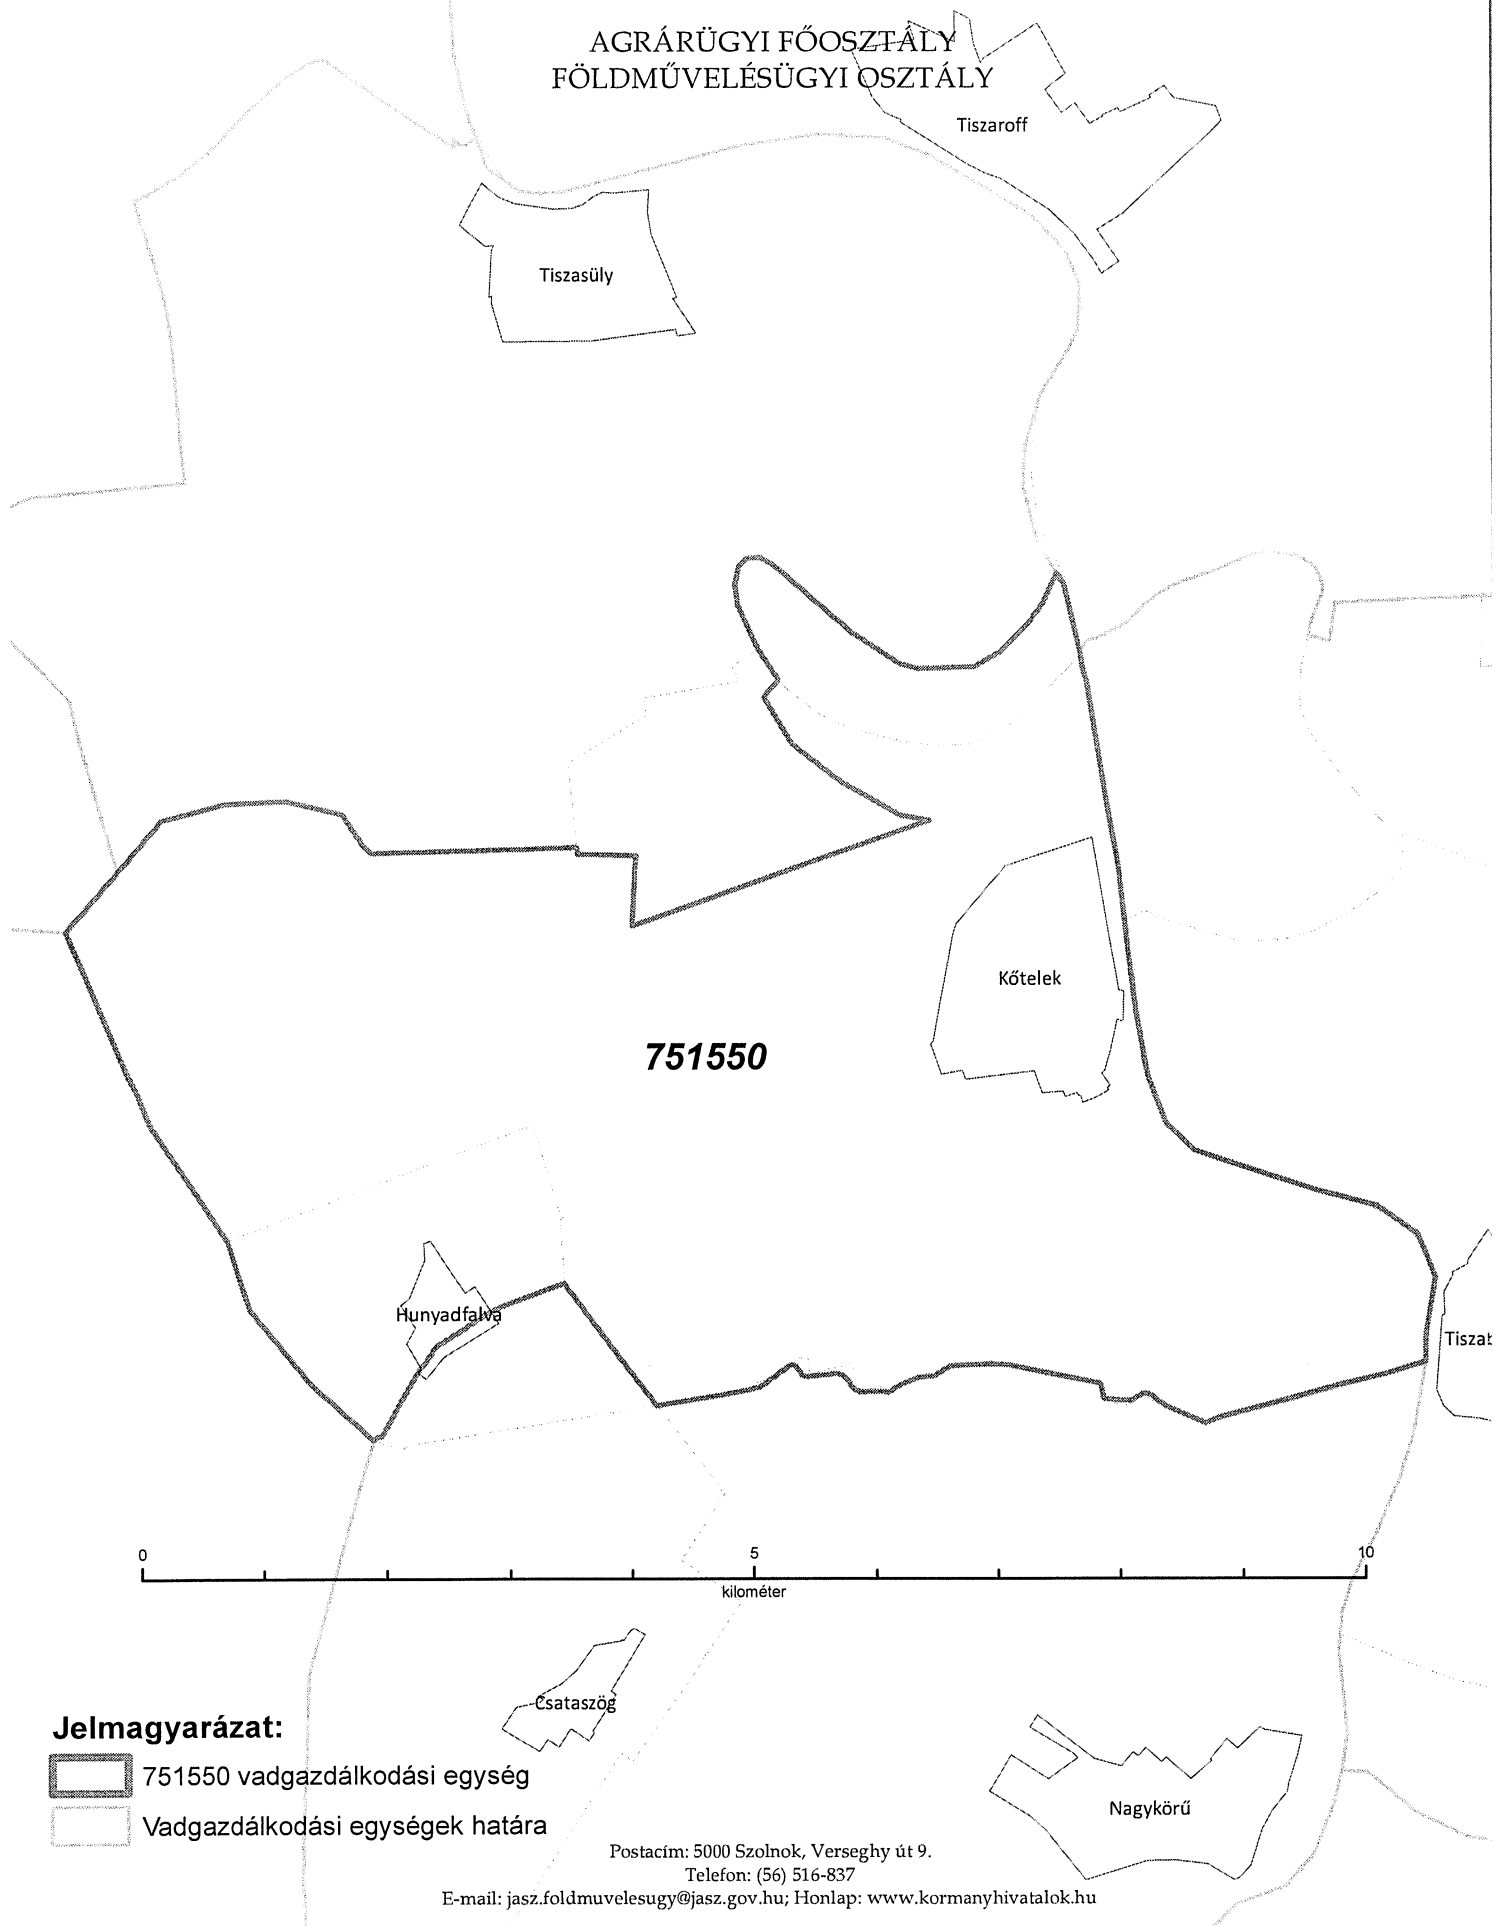 AGRÁRÜGYI FŐOSZTÁLY
FÖLDMŰVELÉSÜGYI OSZTÁLY
Tiszaroff
Tiszasüly
Kőtelek
751550
Hunyadfalva
Tiszab
0 5 10
kilométer
Csataszög
Jelmagyarázat:
751550 vadgazdálkodási egység
Vadgazdálkodási egységek határa
Nagykörű
Postacím: 5000 Szolnok, Verseghy út 9.
Telefon: (56) 516-837
E-mail: jasz.foldmuvelesugy@jasz.gov.hu; Honlap: www.kormanyhivatalok.hu